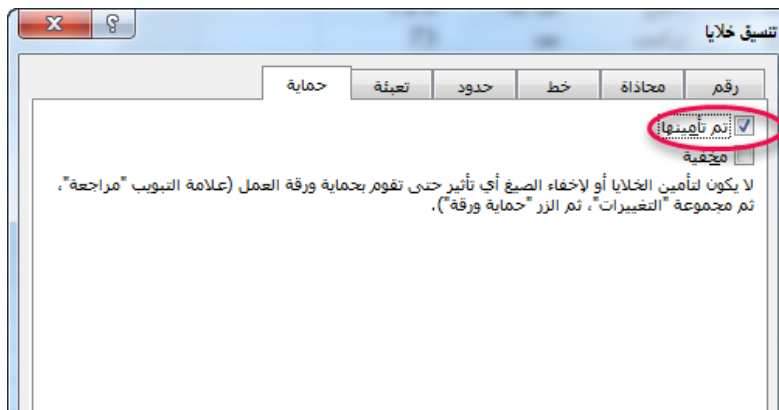 تنسيق خلايا
رقم محاذاة خط حدود تعبئة حماية
تم تأمينها
مخفية
لا يكون لتأمين الخلايا أو لإخفاء الصيغ أي تأثير حتى تقوم بحماية ورقة العمل (علامة التبويب "مراجعة"،
ثم مجموعة "التغييرات"، ثم الزر "حماية ورقة").